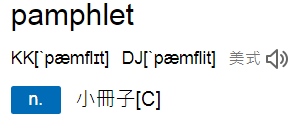 pamphlet
KK[ˋpæmflɪt] DJ[ˋpæmflit] 美式
n. 小冊子[C]